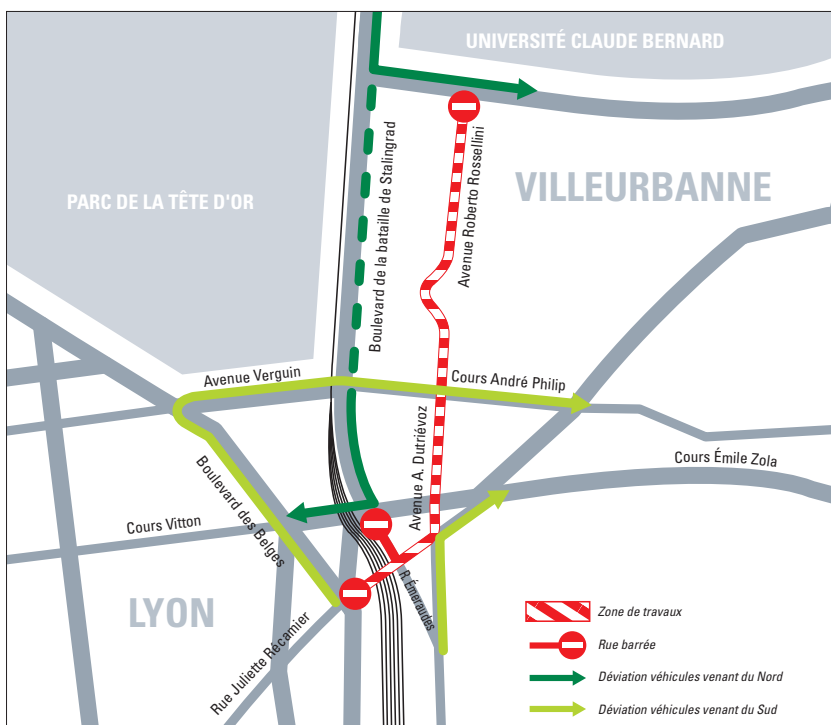 UNIVERSITÉ CLAUDE BERNARD
Boulevard de la bataille de Stalingrad
Avenue Roberto Rossellini
VILLEURBANNE
PARC DE LA TÊTE D'OR
Avenue Verguin
Cours André Philip
Avenue A. Dutriévoz
Cours Émile Zola
Boulevard des Belges
Cours Vitton
R. Émeraudes
LYON
Rue Juliette Récamier
Zone de travaux
Rue barrée
Déviation véhicules venant du Nord
Déviation véhicules venant du Sud